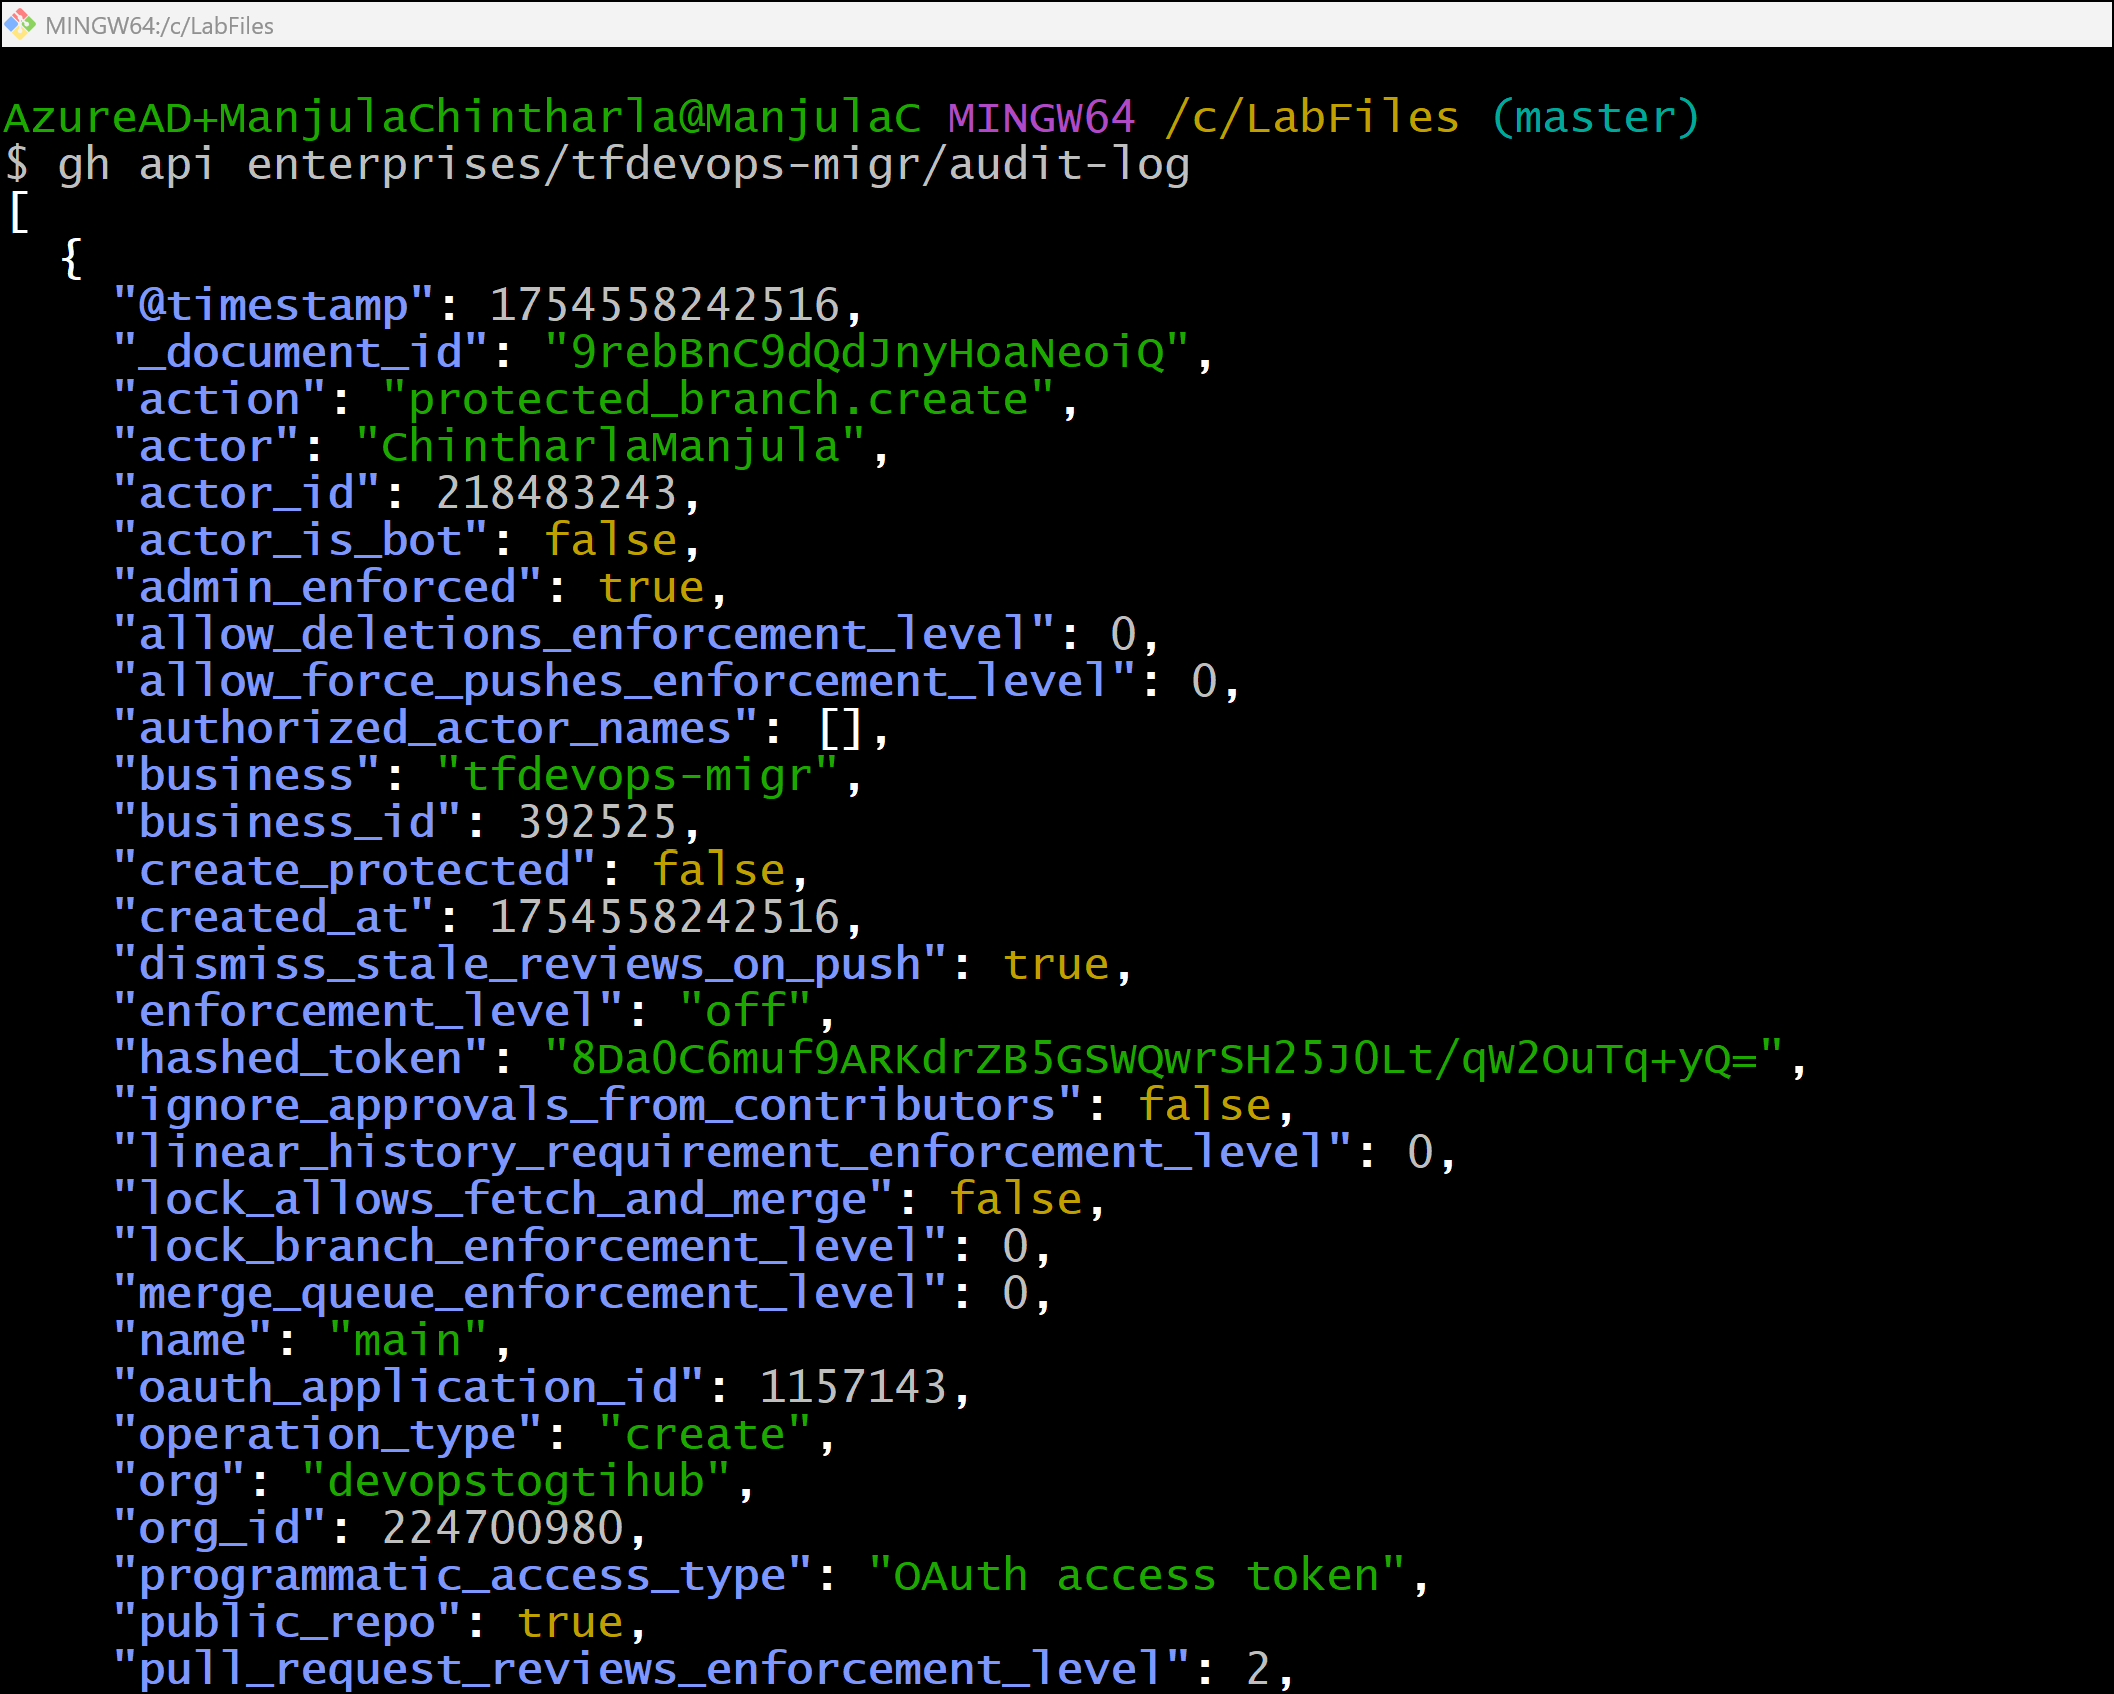 MINGW64:/c/LabFiles
AzureAD+ManjulaChintharla@ManjulaC MINGW64 /c/LabFiles (master)
$ gh api enterprises/tfdevops-migr/audit-log
[
  {
    "@timestamp": 1754558242516,
    "_document_id": "9rebBnC9dQdJnyHoaNeoiQ",
    "action": "protected_branch.create",
    "actor": "ChintharlaManjula",
    "actor_id": 218483243,
    "actor_is_bot": false,
    "admin_enforced": true,
    "allow_deletions_enforcement_level": 0,
    "allow_force_pushes_enforcement_level": 0,
    "authorized_actor_names": [],
    "business": "tfdevops-migr",
    "business_id": 392525,
    "create_protected": false,
    "created_at": 1754558242516,
    "dismiss_stale_reviews_on_push": true,
    "enforcement_level": "off",
    "hashed_token": "8Da0C6muf9ARKdrZB5GSWQwrSH25J0Lt/qW2OuTq+yQ=",
    "ignore_approvals_from_contributors": false,
    "linear_history_requirement_enforcement_level": 0,
    "lock_allows_fetch_and_merge": false,
    "lock_branch_enforcement_level": 0,
    "merge_queue_enforcement_level": 0,
    "name": "main",
    "oauth_application_id": 1157143,
    "operation_type": "create",
    "org": "devopstogtihub",
    "org_id": 224700980,
    "programmatic_access_type": "OAuth access token",
    "public_repo": true,
    "pull_request_reviews_enforcement_level": 2,